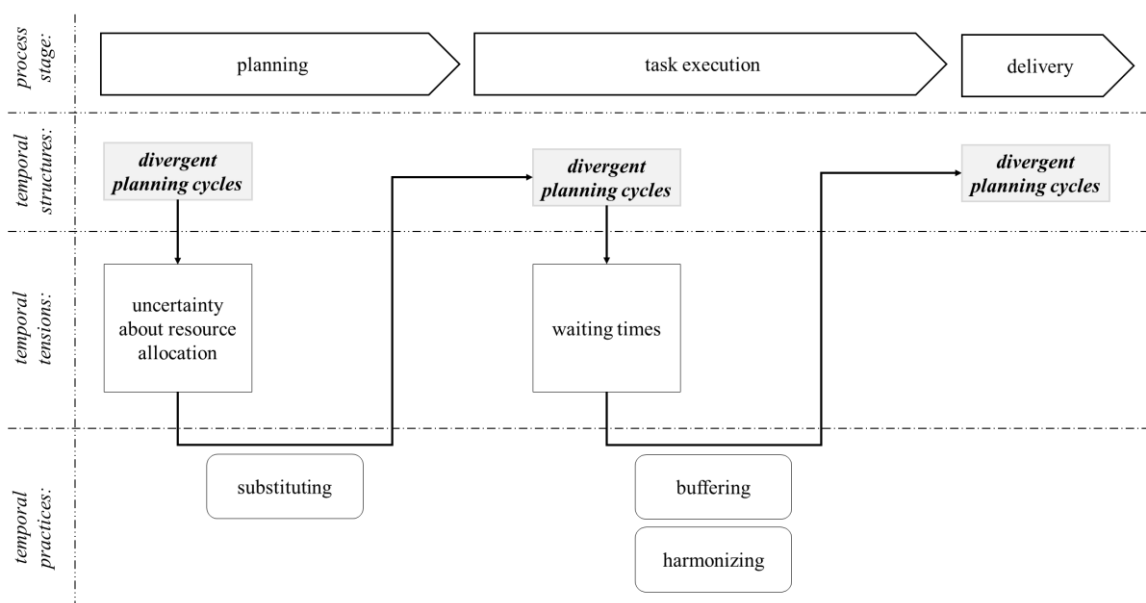 process
stage:
planning
task execution
delivery
temporal
structures:
divergent
planning cycles
divergent
planning cycles
divergent
planning cycles
temporal
tensions:
uncertainty
about resource
allocation
waiting times
temporal
practices:
substituting
buffering
harmonizing